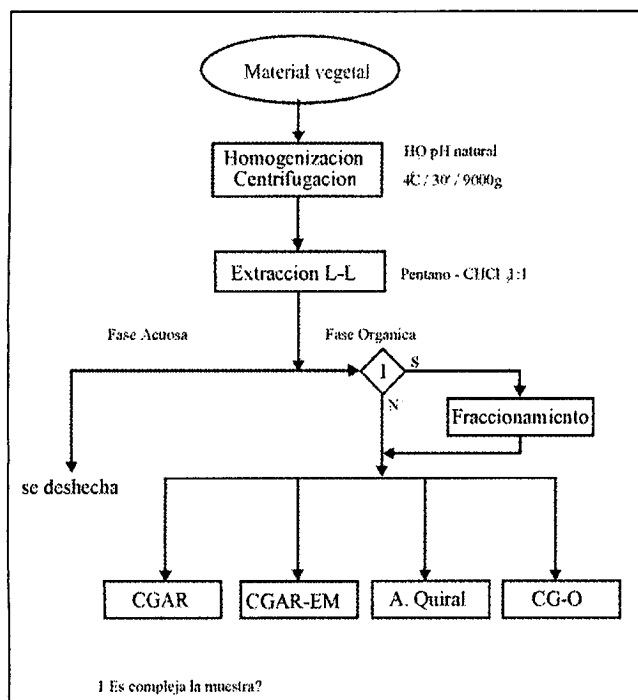 Material vegetal
Homogenizacion
Centrifugacion
HO pH natural
4C / 30' / 9000g
Extraccion L-L
Pentano - CHCl 1:1
Fase Acuosa
Fase Organica
1
S
N
Fraccionamiento
se deshecha
CGAR
CGAR-EM
A. Quiral
CG-O
1 Es compleja la muestra?